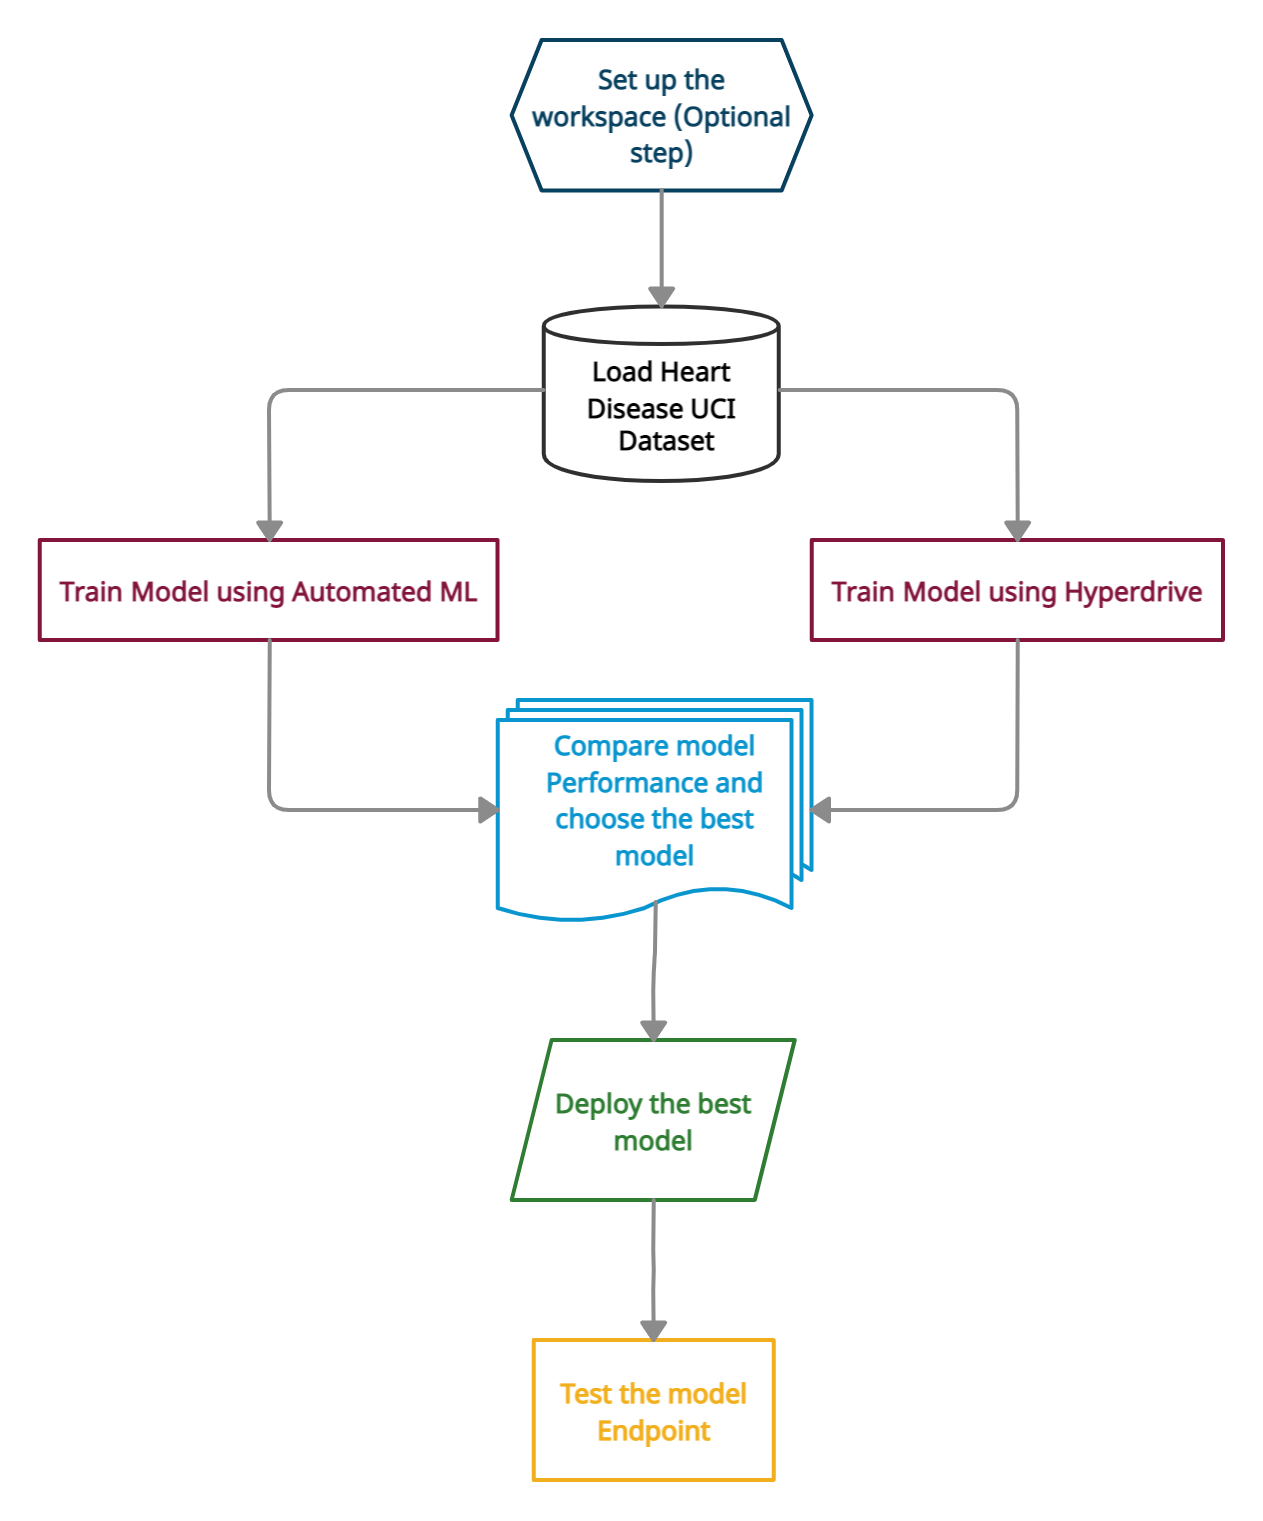 Set up the
workspace (Optional
step)
Load Heart
Disease UCI
Dataset
Train Model using Automated ML
Train Model using Hyperdrive
Compare model
Performance and
choose the best
model
Deploy the best
model
Test the model
Endpoint